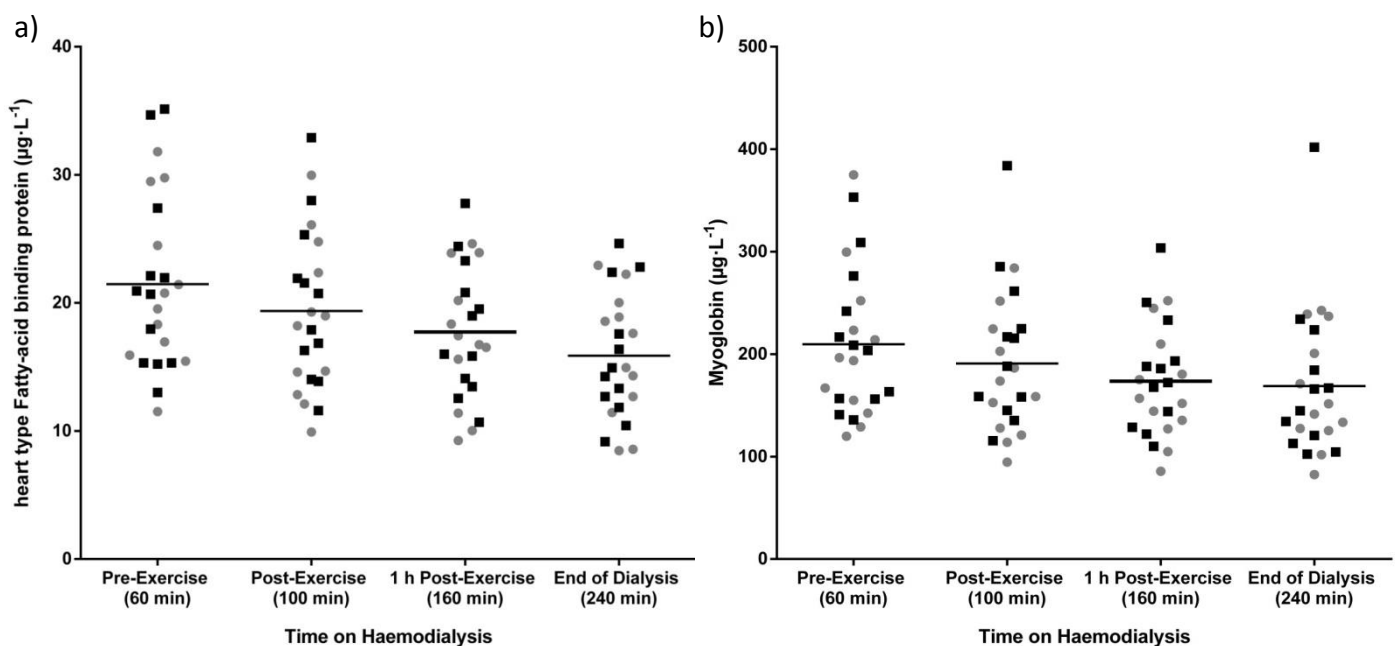 a)
40
30
20
10
0
heart type Fatty-acid binding protein (µg·L⁻¹)
Pre-Exercise Post-Exercise 1 h Post-Exercise End of Dialysis
(60 min) (100 min) (160 min) (240 min)
Time on Haemodialysis
b)
500
400
300
200
100
0
Myoglobin (µg·L⁻¹)
Pre-Exercise Post-Exercise 1 h Post-Exercise End of Dialysis
(60 min) (100 min) (160 min) (240 min)
Time on Haemodialysis